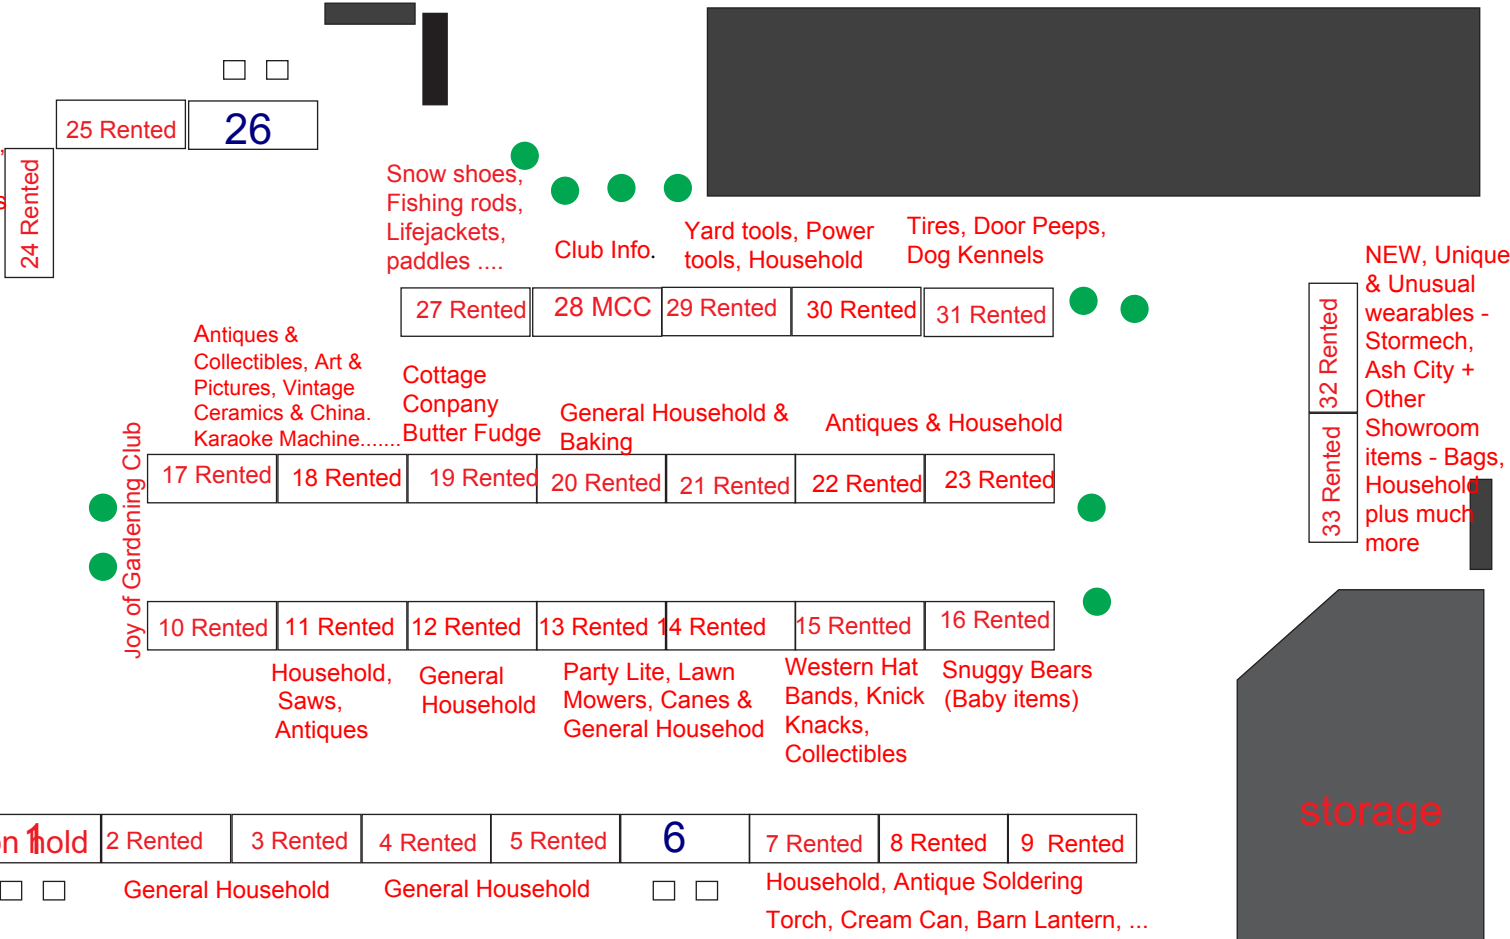 25 Rented
26
24 Rented
s
Snow shoes,
Fishing rods,
Lifejackets,
paddles ....
Club Info.
Yard tools, Power
tools, Household
Tires, Door Peeps,
Dog Kennels
27 Rented
28 MCC
29 Rented
30 Rented
31 Rented
NEW, Unique
& Unusual
wearables -
Stormech,
Ash City +
Other
Showroom
items - Bags,
Household
plus much
more
32 Rented
33 Rented
Antiques &
Collectibles, Art &
Pictures, Vintage
Ceramics & China.
Karaoke Machine.......
Cottage
Conpany
Butter Fudge
General Household &
Baking
Antiques & Household
17 Rented
18 Rented
19 Rented
20 Rented
21 Rented
22 Rented
23 Rented
Joy of Gardening Club
10 Rented
11 Rented
12 Rented
13 Rented
14 Rented
15 Rentted
16 Rented
Household,
Saws,
Antiques
General
Household
Party Lite, Lawn
Mowers, Canes &
General Househod
Western Hat
Bands, Knick
Knacks,
Collectibles
Snuggy Bears
(Baby items)
storage
1
on hold
2 Rented
3 Rented
4 Rented
5 Rented
6
7 Rented
8 Rented
9 Rented
General Household
General Household
Household, Antique Soldering
Torch, Cream Can, Barn Lantern, ...